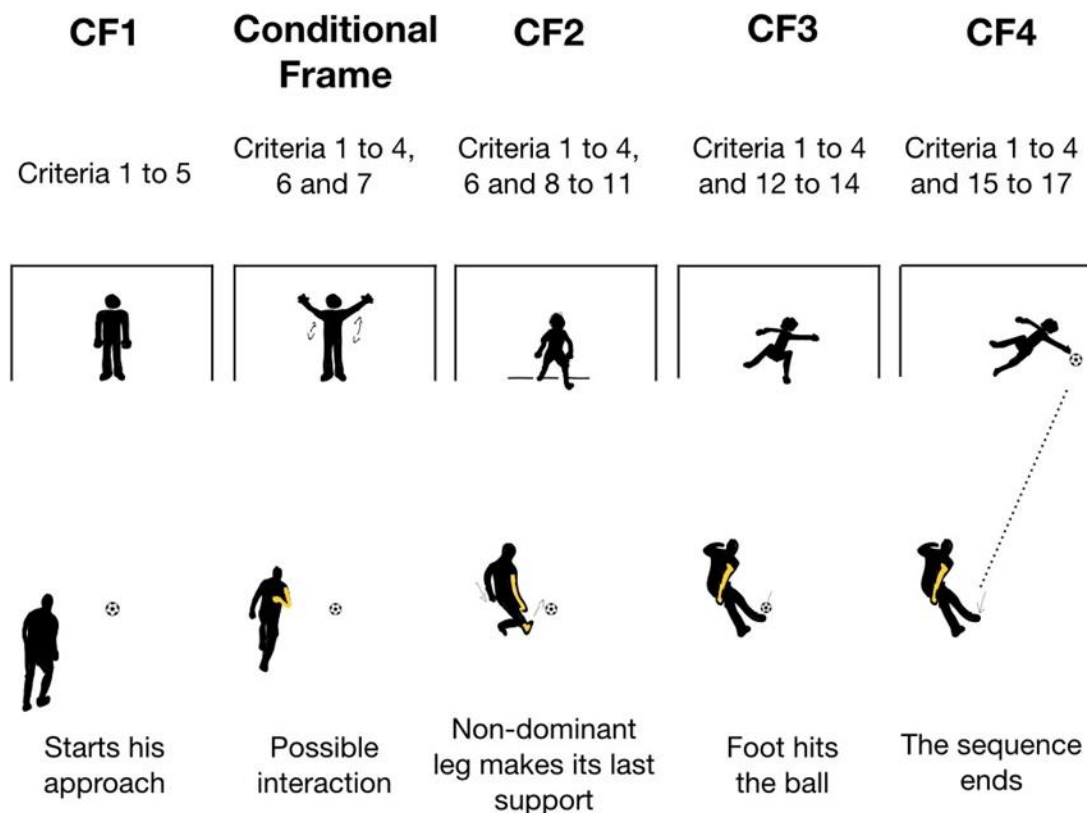 CF1
Conditional
Frame
CF2
CF3
CF4
Criteria 1 to 5
Criteria 1 to 4,
6 and 7
Criteria 1 to 4,
6 and 8 to 11
Criteria 1 to 4
and 12 to 14
Criteria 1 to 4
and 15 to 17
Starts his
approach
Possible
interaction
Non-dominant
leg makes its last
support
Foot hits
the ball
The sequence
ends